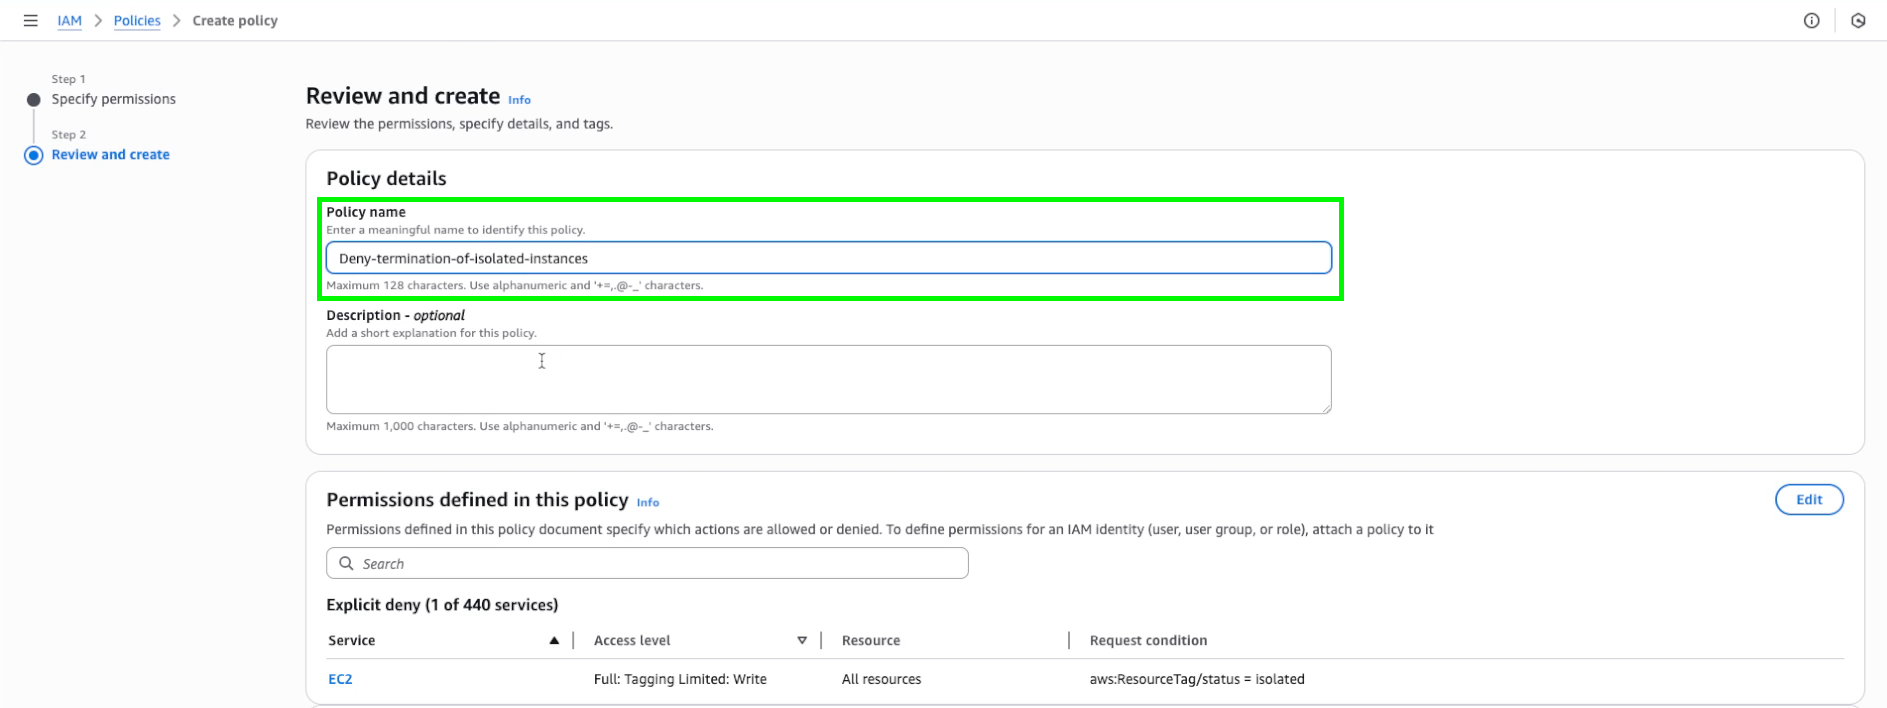 IAM > Policies > Create policy
Step 1
Specify permissions
Step 2
Review and create
Review and create Info
Review the permissions, specify details, and tags.
Policy details
Policy name
Enter a meaningful name to identify this policy.
Deny-termination-of-isolated-instances
Maximum 128 characters. Use alphanumeric and '+=,.@-_' characters.
Description - optional
Add a short explanation for this policy.
Maximum 1,000 characters. Use alphanumeric and '+=,.@-_' characters.
Permissions defined in this policy Info
Edit
Permissions defined in this policy document specify which actions are allowed or denied. To define permissions for an IAM identity (user, user group, or role), attach a policy to it
Search
Explicit deny (1 of 440 services)
Service Access level Resource Request condition
EC2 Full: Tagging Limited: Write All resources aws:ResourceTag/status = isolated